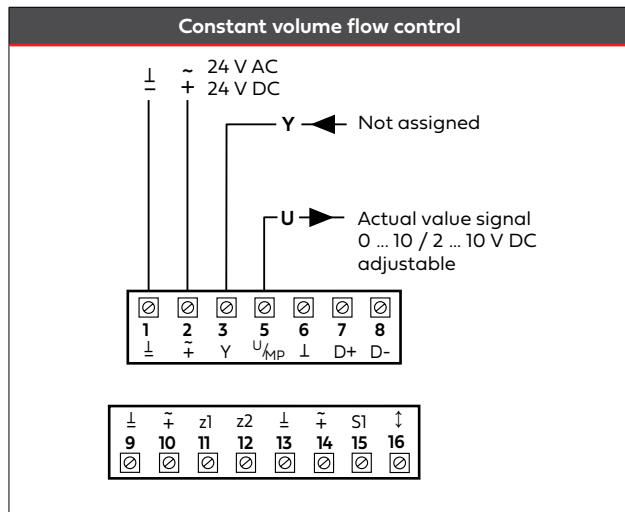 Constant volume flow control
⊥ ~ 24 V AC
− + 24 V DC
Y Not assigned
U Actual value signal
0 ... 10 / 2 ... 10 V DC
adjustable
1 2 3 5 6 7 8
⊥ ~+ Y U/MP ⊥ D+ D-
⊥ ~+ z1 z2 ⊥ ~+ S1 ↕
9 10 11 12 13 14 15 16